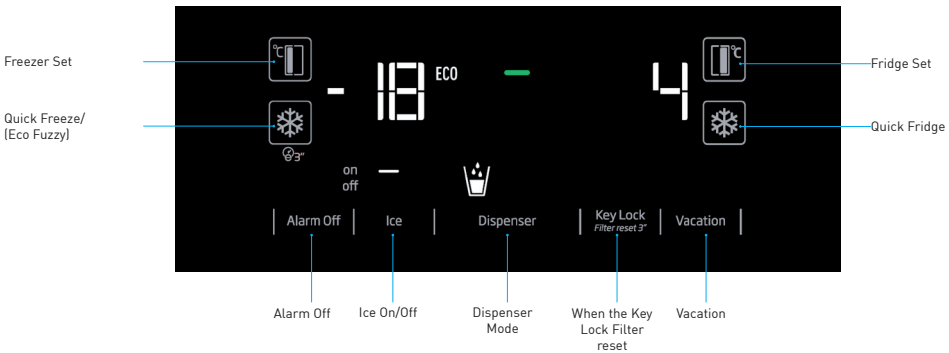 Freezer Set
°C
- 18
ECO
4
°C
Fridge Set
Quick Freeze/
(Eco Fuzzy)
Quick Fridge
3"
on
off
Alarm Off
Ice
Dispenser
Key Lock
Filter reset 3"
Vacation
Alarm Off
Ice On/Off
Dispenser
Mode
When the Key
Lock Filter
reset
Vacation